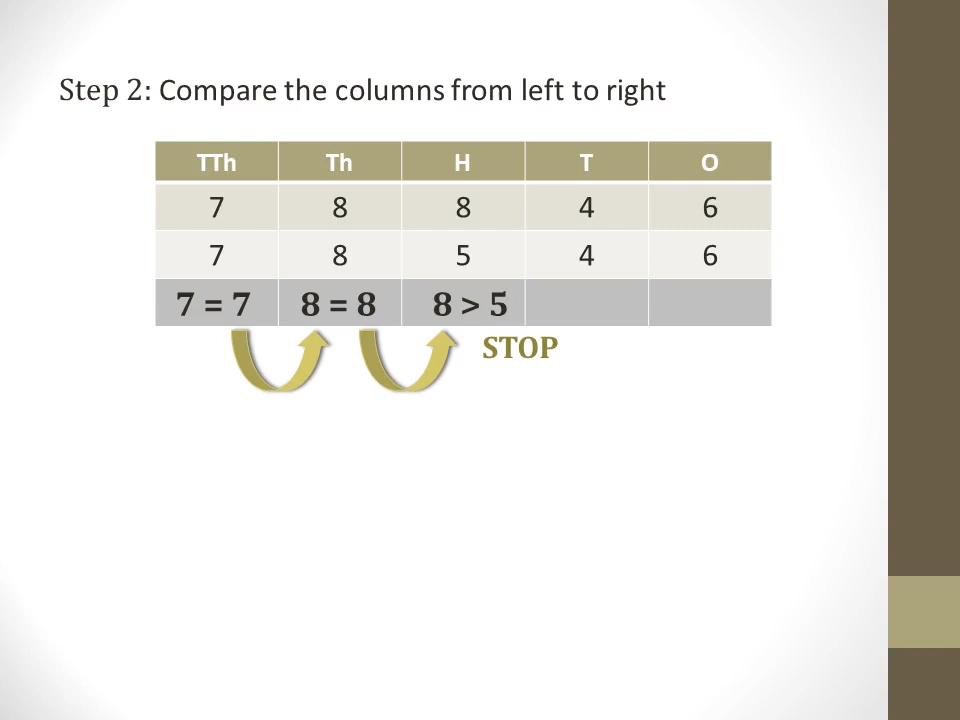 Step 2: Compare the columns from left to right
TTh Th H T O
7 8 8 4 6
7 8 5 4 6
7 = 7 8 = 8 8 > 5
STOP